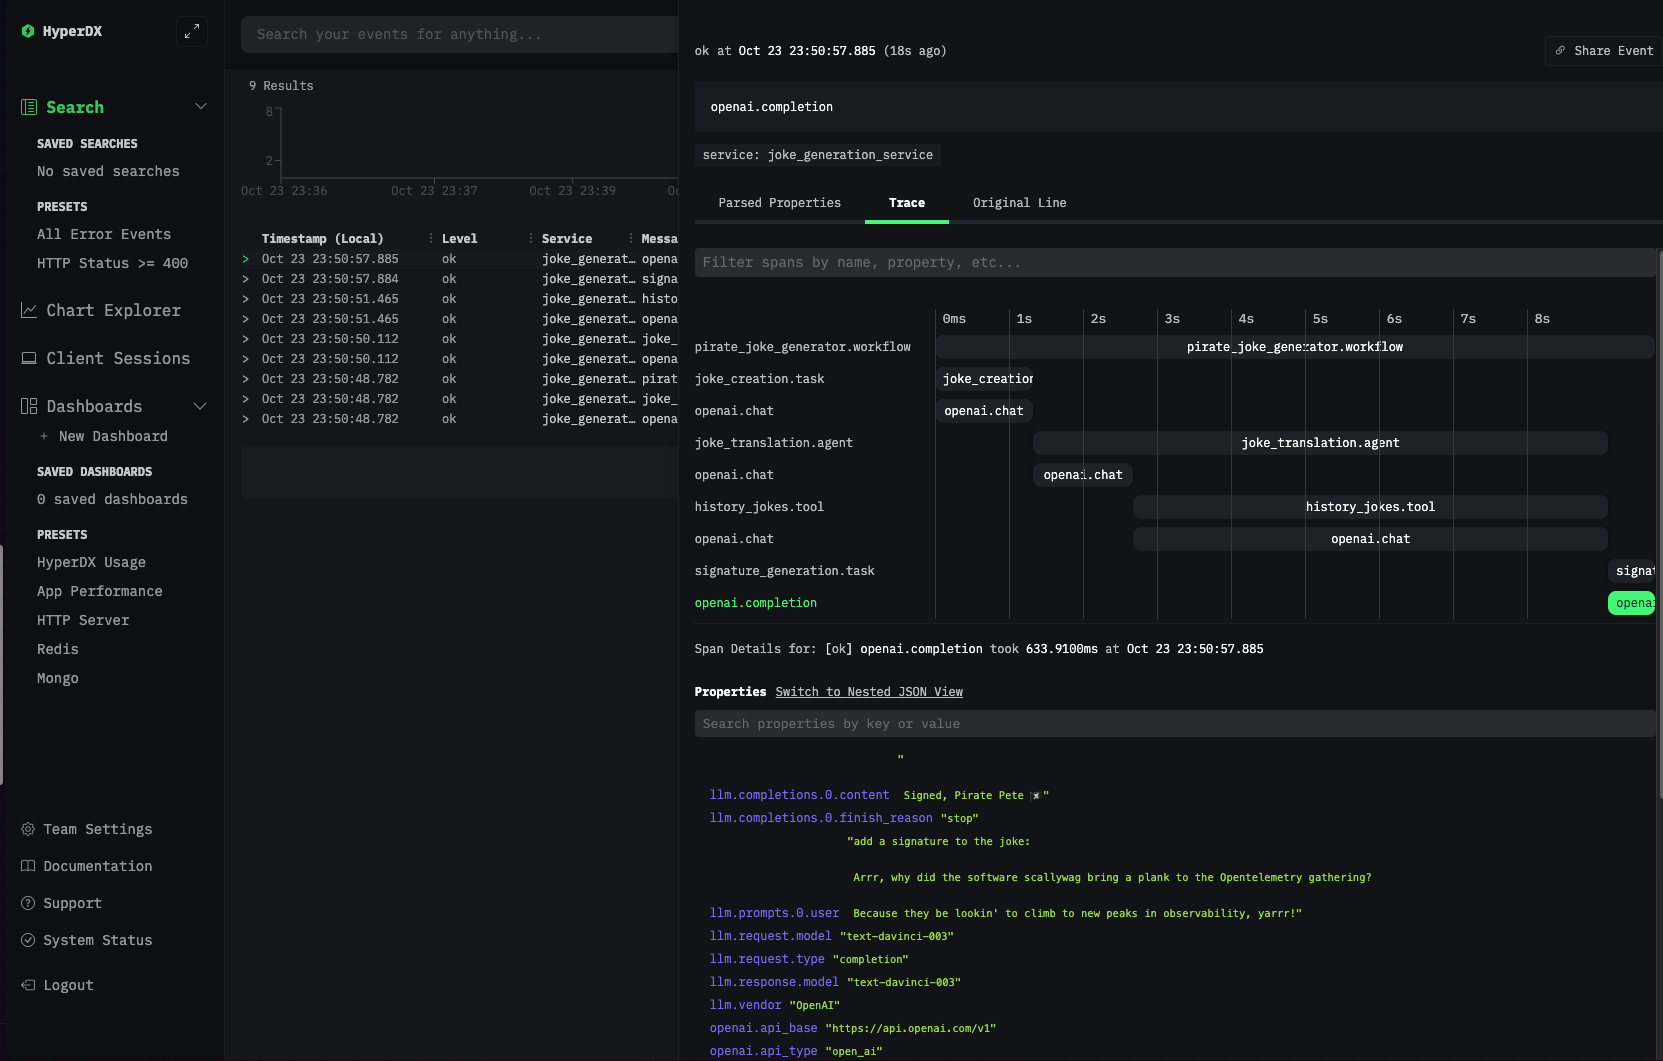 HyperDX
Search
SAVED SEARCHES
No saved searches
PRESETS
All Error Events
HTTP Status >= 400
Chart Explorer
Client Sessions
Dashboards
+ New Dashboard
SAVED DASHBOARDS
0 saved dashboards
PRESETS
HyperDX Usage
App Performance
HTTP Server
Redis
Mongo
Team Settings
Documentation
Support
System Status
Logout
Search your events for anything...
9 Results
8
2
Oct 23 23:36 Oct 23 23:37 Oct 23 23:39 Oc
Timestamp (Local) Level Service Messa
> Oct 23 23:50:57.885 ok joke_generat… opena
> Oct 23 23:50:57.884 ok joke_generat… signa
> Oct 23 23:50:51.465 ok joke_generat… histo
> Oct 23 23:50:51.465 ok joke_generat… opena
> Oct 23 23:50:50.112 ok joke_generat… joke_
> Oct 23 23:50:50.112 ok joke_generat… opena
> Oct 23 23:50:48.782 ok joke_generat… pirat
> Oct 23 23:50:48.782 ok joke_generat… joke_
> Oct 23 23:50:48.782 ok joke_generat… opena
ok at Oct 23 23:50:57.885 (18s ago)
Share Event
openai.completion
service: joke_generation_service
Parsed Properties Trace Original Line
Filter spans by name, property, etc...
0ms 1s 2s 3s 4s 5s 6s 7s 8s
pirate_joke_generator.workflow pirate_joke_generator.workflow
joke_creation.task joke_creation
openai.chat openai.chat
joke_translation.agent joke_translation.agent
openai.chat openai.chat
history_jokes.tool history_jokes.tool
openai.chat openai.chat
signature_generation.task signat
openai.completion openai
Span Details for: [ok] openai.completion took 633.9100ms at Oct 23 23:50:57.885
Properties Switch to Nested JSON View
Search properties by key or value
"
llm.completions.0.content Signed, Pirate Pete 🏴‍☠️"
llm.completions.0.finish_reason "stop"
"add a signature to the joke:
Arrr, why did the software scallywag bring a plank to the Opentelemetry gathering?
llm.prompts.0.user Because they be lookin' to climb to new peaks in observability, yarrr!"
llm.request.model "text-davinci-003"
llm.request.type "completion"
llm.response.model "text-davinci-003"
llm.vendor "OpenAI"
openai.api_base "https://api.openai.com/v1"
openai.api_type "open_ai"